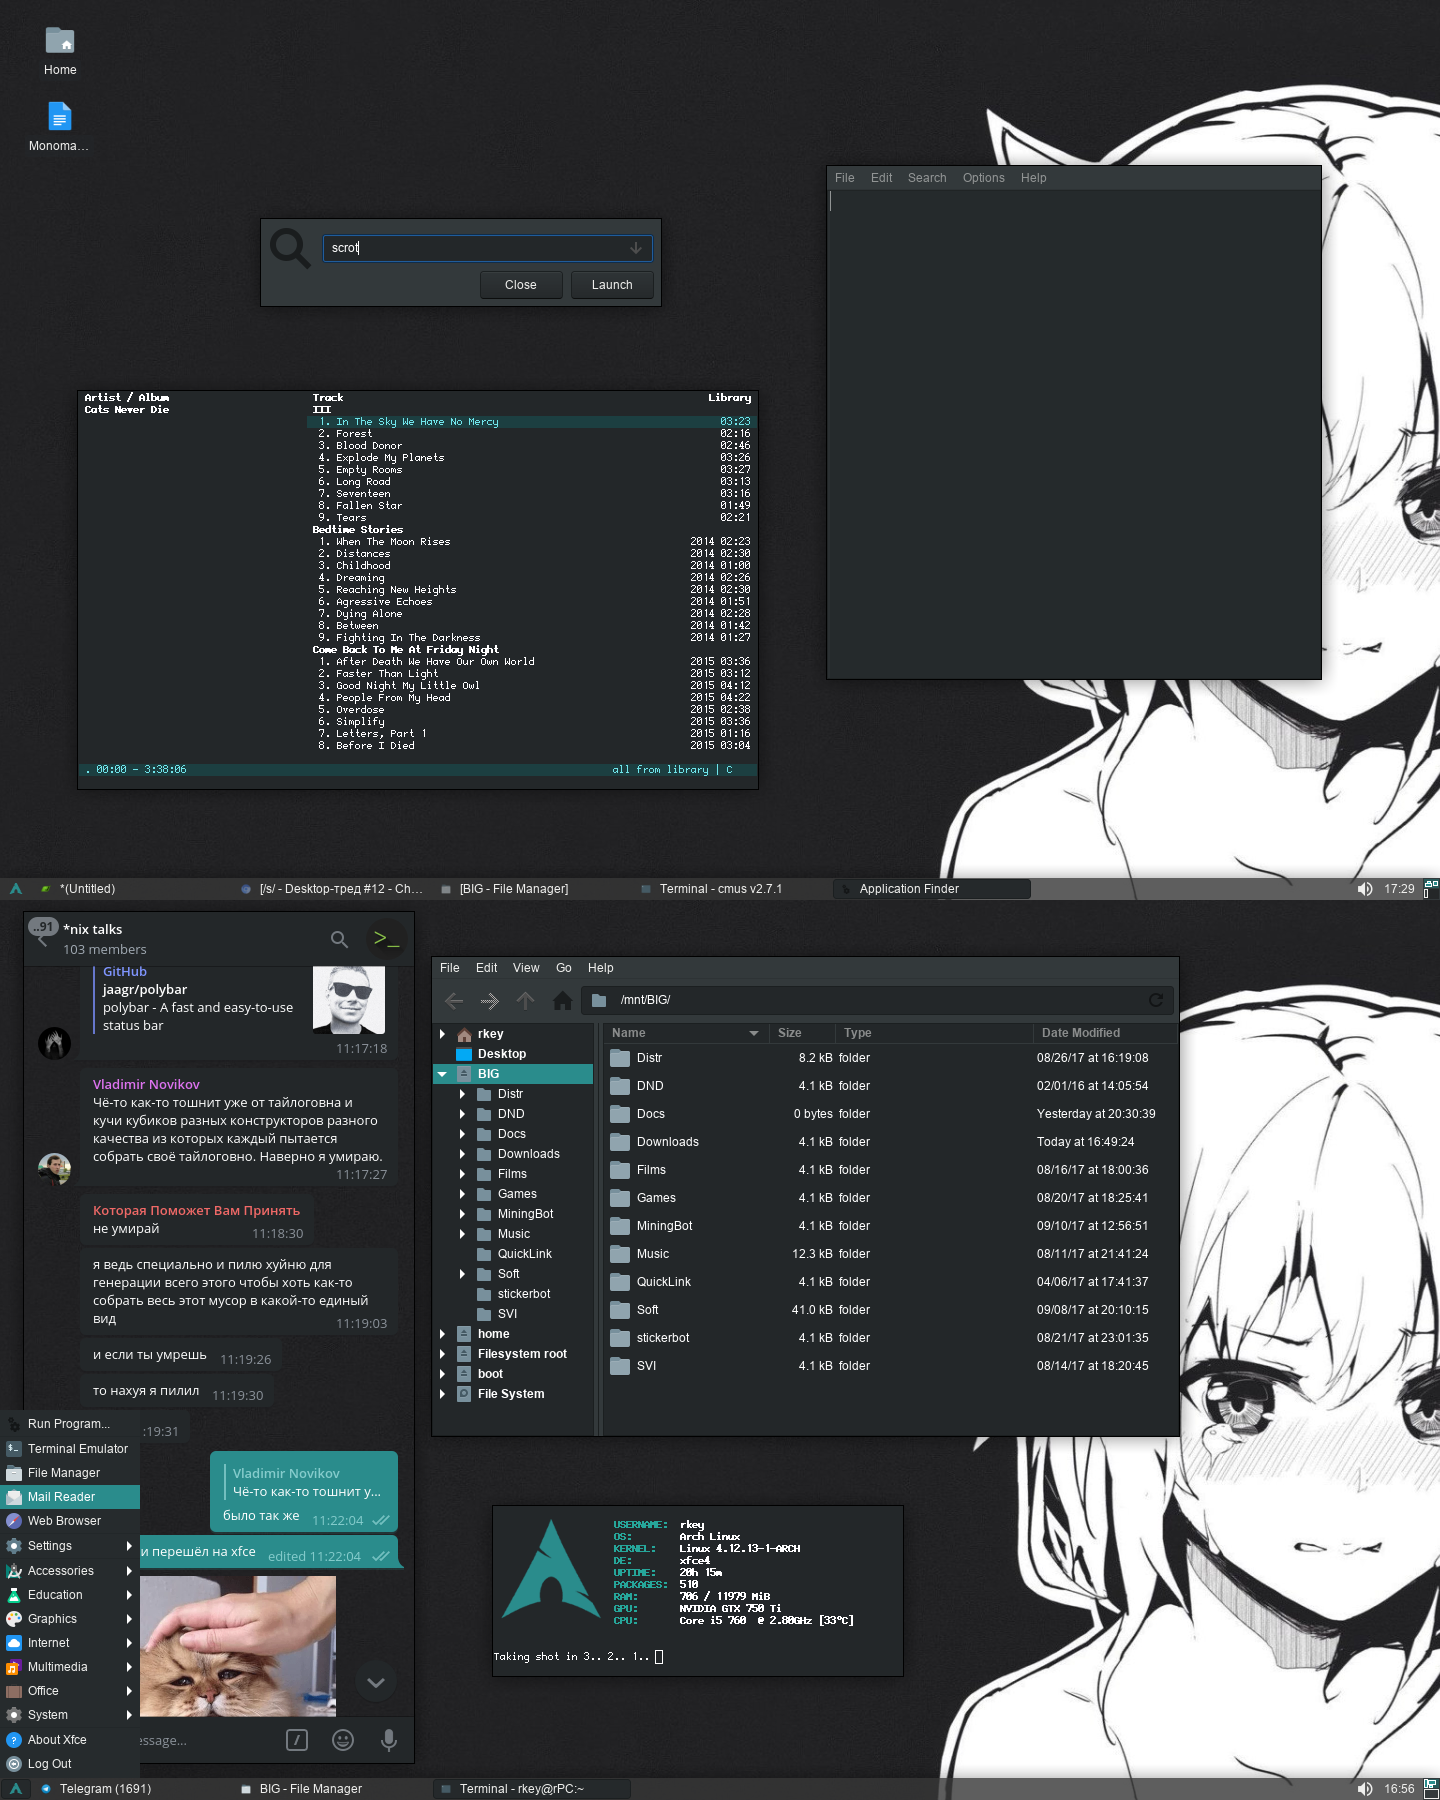 Home
Monoma...
File Edit Search Options Help
scrot
Close Launch
Artist / Album Track Library
Cats Never Die III
1. In The Sky We Have No Mercy 03:23
2. Forest 02:16
3. Blood Donor 02:46
4. Explode My Planets 03:26
5. Empty Rooms 03:27
6. Long Road 03:13
7. Seventeen 03:16
8. Fallen Star 01:49
9. Tears 02:21
Bedtime Stories
1. When The Moon Rises 2014 02:23
2. Distances 2014 02:30
3. Childhood 2014 01:00
4. Dreaming 2014 02:26
5. Reaching New Heights 2014 02:30
6. Agressive Echoes 2014 01:51
7. Dying Alone 2014 02:28
8. Between 2014 01:42
9. Fighting In The Darkness 2014 01:27
Come Back To Me At Friday Night
1. After Death We Have Our Own World 2015 03:36
2. Faster Than Light 2015 03:12
3. Good Night My Little Owl 2015 04:12
4. People From My Head 2015 04:22
5. Overdose 2015 02:38
6. Simplify 2015 03:36
7. Letters, Part 1 2015 01:16
8. Before I Died 2015 03:04
. 00:00 - 3:38:06 all from library | C
*(Untitled) [/s/ - Desktop-тред #12 - Ch... [BIG - File Manager] Terminal - cmus v2.7.1 Application Finder 17:29
..91 *nix talks
103 members
>_
GitHub
jaagr/polybar
polybar - A fast and easy-to-use
status bar
11:17:18
Vladimir Novikov
Чё-то как-то тошнит уже от тайлоговна и
кучи кубиков разных конструкторов разного
качества из которых каждый пытается
собрать своё тайлоговно. Наверно я умираю.
11:17:27
Которая Поможет Вам Принять
не умирай 11:18:30
я ведь специально и пилю хуйню для
генерации всего этого чтобы хоть как-то
собрать весь этот мусор в какой-то единый
вид 11:19:03
и если ты умрешь 11:19:26
то нахуя я пилил 11:19:30
:19:31
Vladimir Novikov
Чё-то как-то тошнит у...
было так же 11:22:04
и перешёл на xfce edited 11:22:04
essage...
Run Program...
Terminal Emulator
File Manager
Mail Reader
Web Browser
Settings
Accessories
Education
Graphics
Internet
Multimedia
Office
System
About Xfce
Log Out
File Edit View Go Help
/mnt/BIG/
rkey
Desktop
BIG
Distr
DND
Docs
Downloads
Films
Games
MiningBot
Music
QuickLink
Soft
stickerbot
SVI
home
Filesystem root
boot
File System
Name Size Type Date Modified
Distr 8.2 kB folder 08/26/17 at 16:19:08
DND 4.1 kB folder 02/01/16 at 14:05:54
Docs 0 bytes folder Yesterday at 20:30:39
Downloads 4.1 kB folder Today at 16:49:24
Films 4.1 kB folder 08/16/17 at 18:00:36
Games 4.1 kB folder 08/20/17 at 18:25:41
MiningBot 4.1 kB folder 09/10/17 at 12:56:51
Music 12.3 kB folder 08/11/17 at 21:41:24
QuickLink 4.1 kB folder 04/06/17 at 17:41:37
Soft 41.0 kB folder 09/08/17 at 20:10:15
stickerbot 4.1 kB folder 08/21/17 at 23:01:35
SVI 4.1 kB folder 08/14/17 at 18:20:45
USERNAME: rkey
OS: Arch Linux
KERNEL: Linux 4.12.13-1-ARCH
DE: xfce4
UPTIME: 20h 15m
PACKAGES: 510
RAM: 706 / 11979 MiB
GPU: NVIDIA GTX 750 Ti
CPU: Core i5 760 @ 2.80GHz [33°C]
Taking shot in 3.. 2.. 1..
Telegram (1691) BIG - File Manager Terminal - rkey@rPC:~ 16:56